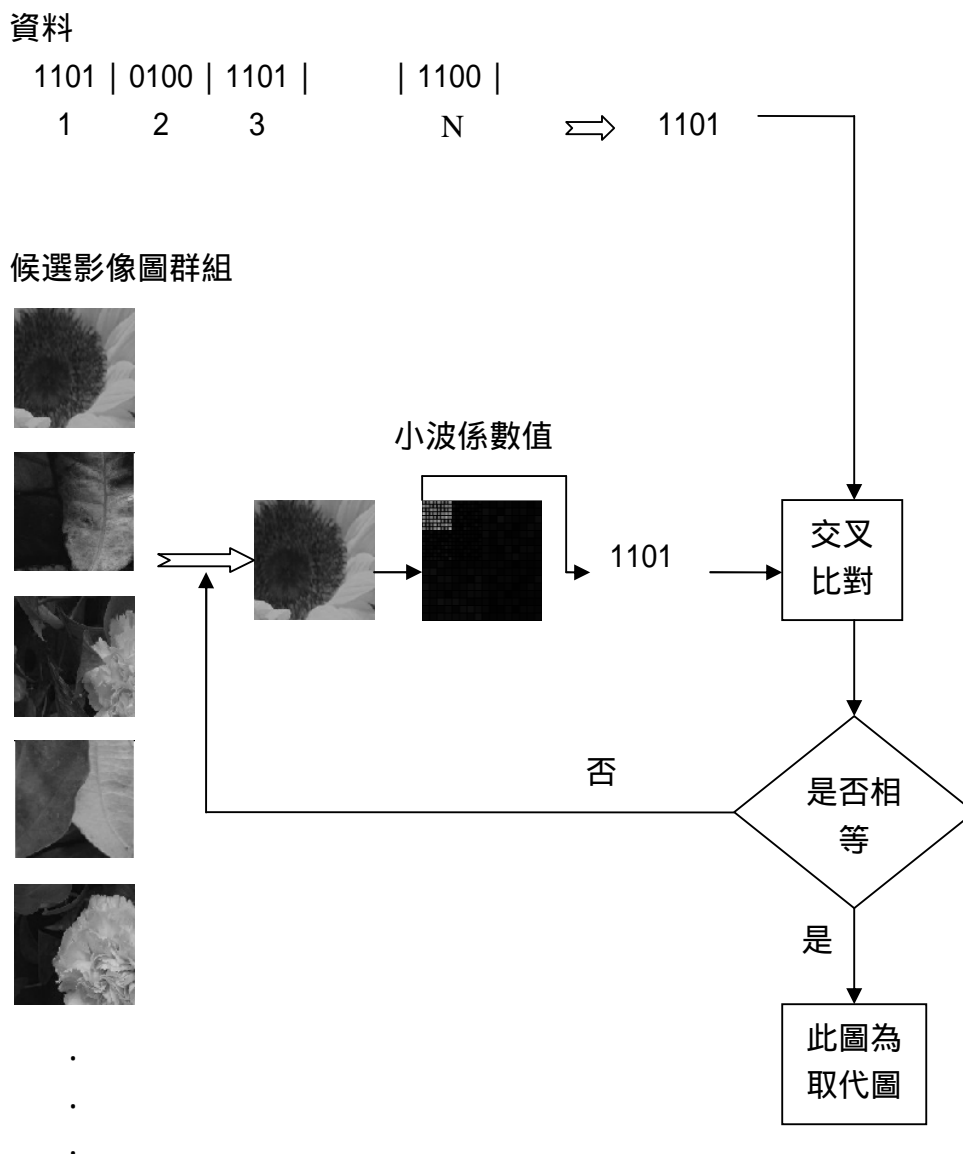 資料
1101 | 0100 | 1101 | | 1100 |
1 2 3 N 1101
候選影像圖群組
小波係數值
1101
交叉
比對
否
是否相
等
是
此圖為
取代圖
.
.
.